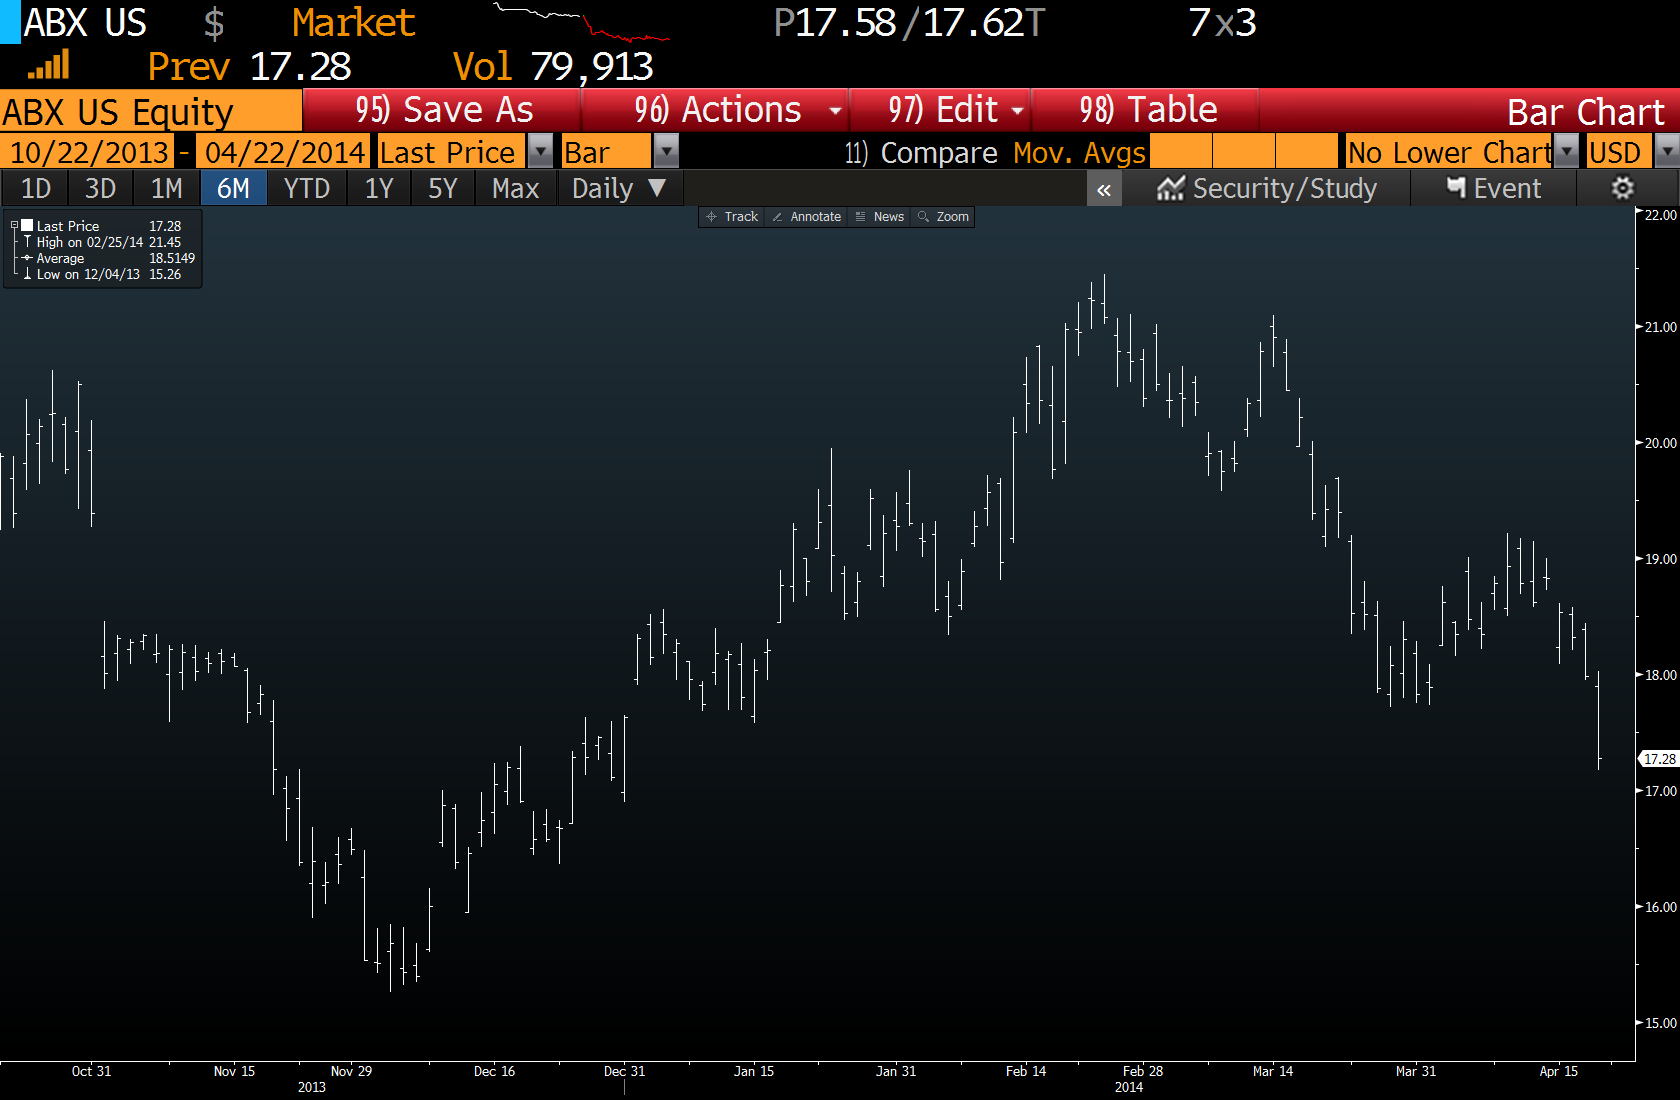 ABX US $ Market P17.58/17.62T 7x3
Prev 17.28 Vol 79,913
ABX US Equity 95) Save As 96) Actions 97) Edit 98) Table Bar Chart
10/22/2013 - 04/22/2014 Last Price Bar 11) Compare Mov. Avgs No Lower Chart USD
1D 3D 1M 6M YTD 1Y 5Y Max Daily ▼ « Security/Study Event
Track Annotate News Zoom
Last Price 17.28
High on 02/25/14 21.45
Average 18.5149
Low on 12/04/13 15.26
22.00
21.00
20.00
19.00
18.00
17.28
17.00
16.00
15.00
Oct 31 Nov 15 Nov 29 Dec 16 Dec 31 Jan 15 Jan 31 Feb 14 Feb 28 Mar 14 Mar 31 Apr 15
2013 2014